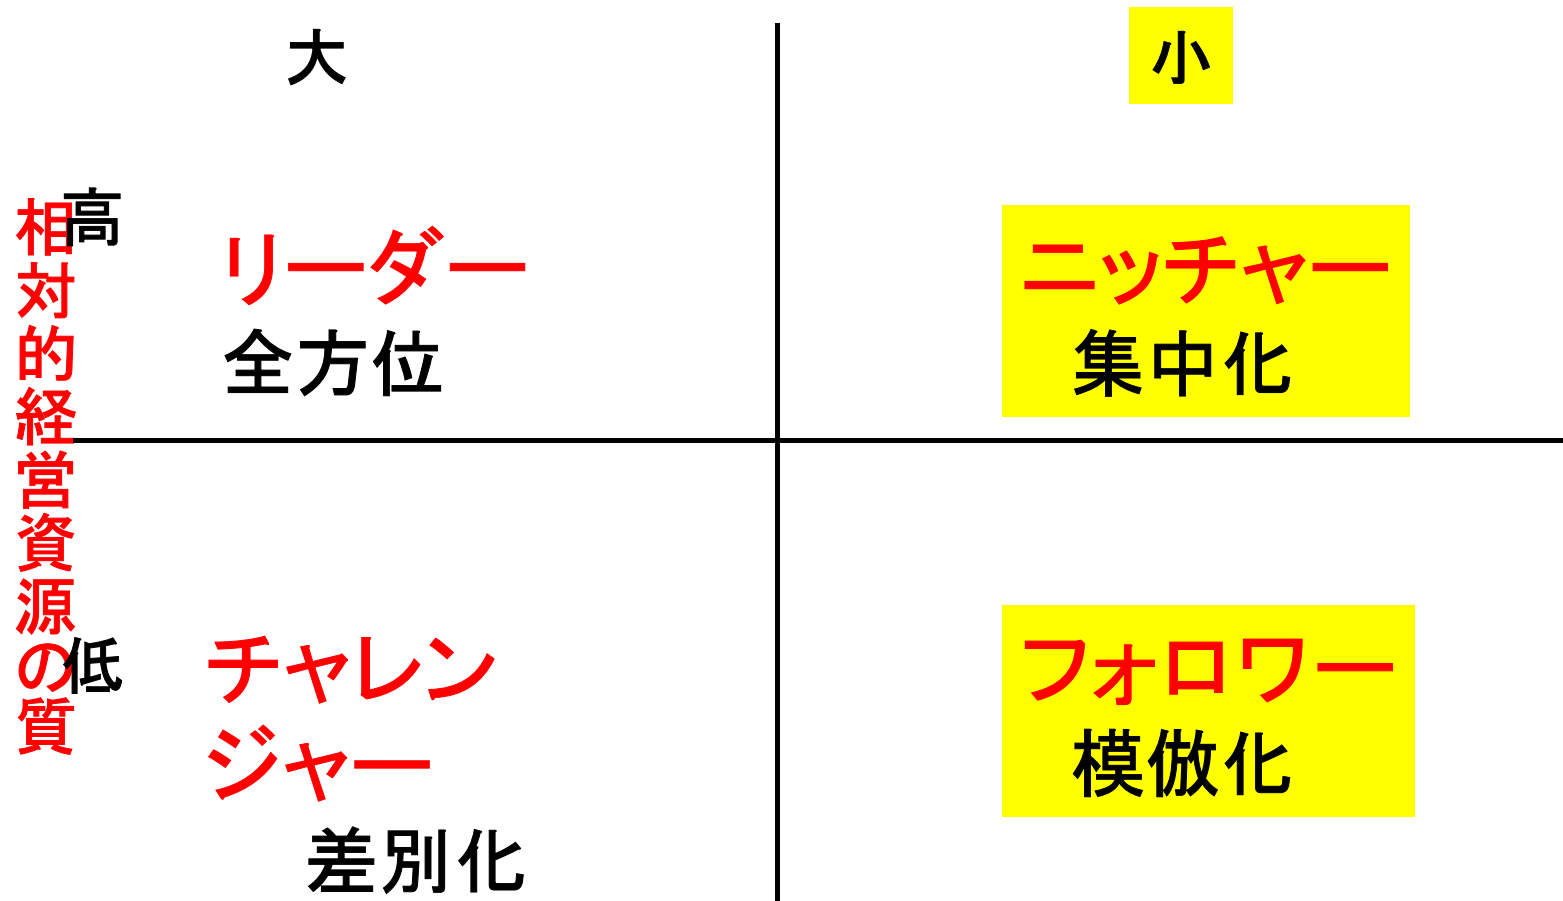 大
小
相対的経営資源の質
高
リーダー
全方位
ニッチャー
集中化
低
チャレン
ジャー
差別化
フォロワー
模倣化